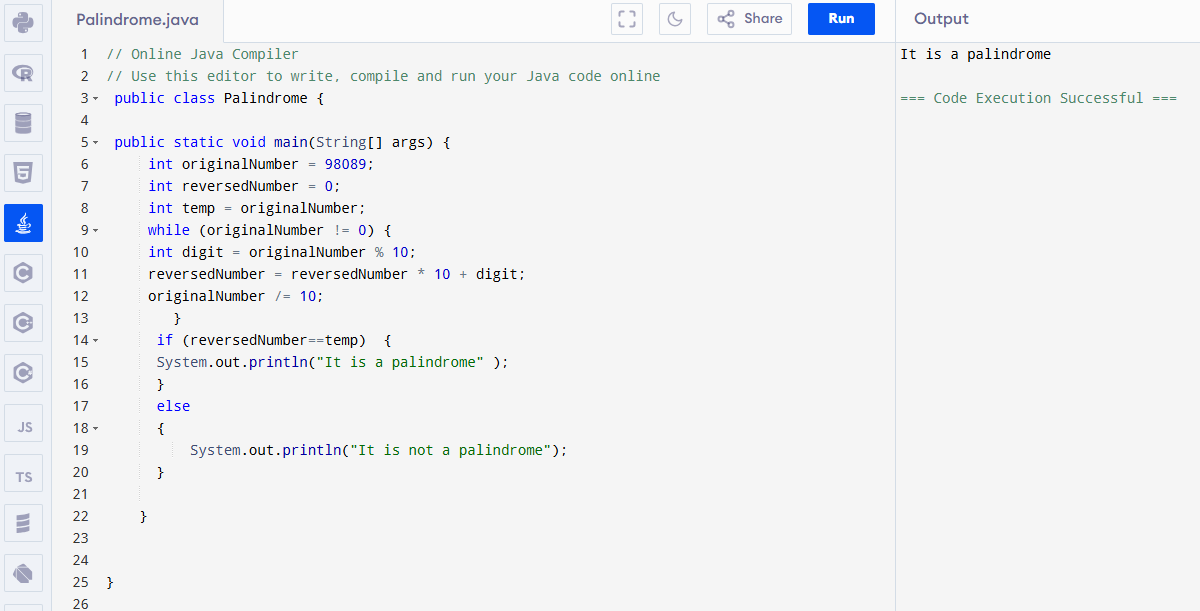 Palindrome.java
Share
Run
Output
1 // Online Java Compiler
2 // Use this editor to write, compile and run your Java code online
3 public class Palindrome {
4
5 public static void main(String[] args) {
6 int originalNumber = 98089;
7 int reversedNumber = 0;
8 int temp = originalNumber;
9 while (originalNumber != 0) {
10 int digit = originalNumber % 10;
11 reversedNumber = reversedNumber * 10 + digit;
12 originalNumber /= 10;
13 }
14 if (reversedNumber==temp)  {
15 System.out.println("It is a palindrome" );
16 }
17 else
18 {
19 System.out.println("It is not a palindrome");
20 }
21
22 }
23
24
25 }
26
It is a palindrome
=== Code Execution Successful ===
R
5
C
C
C
JS
TS